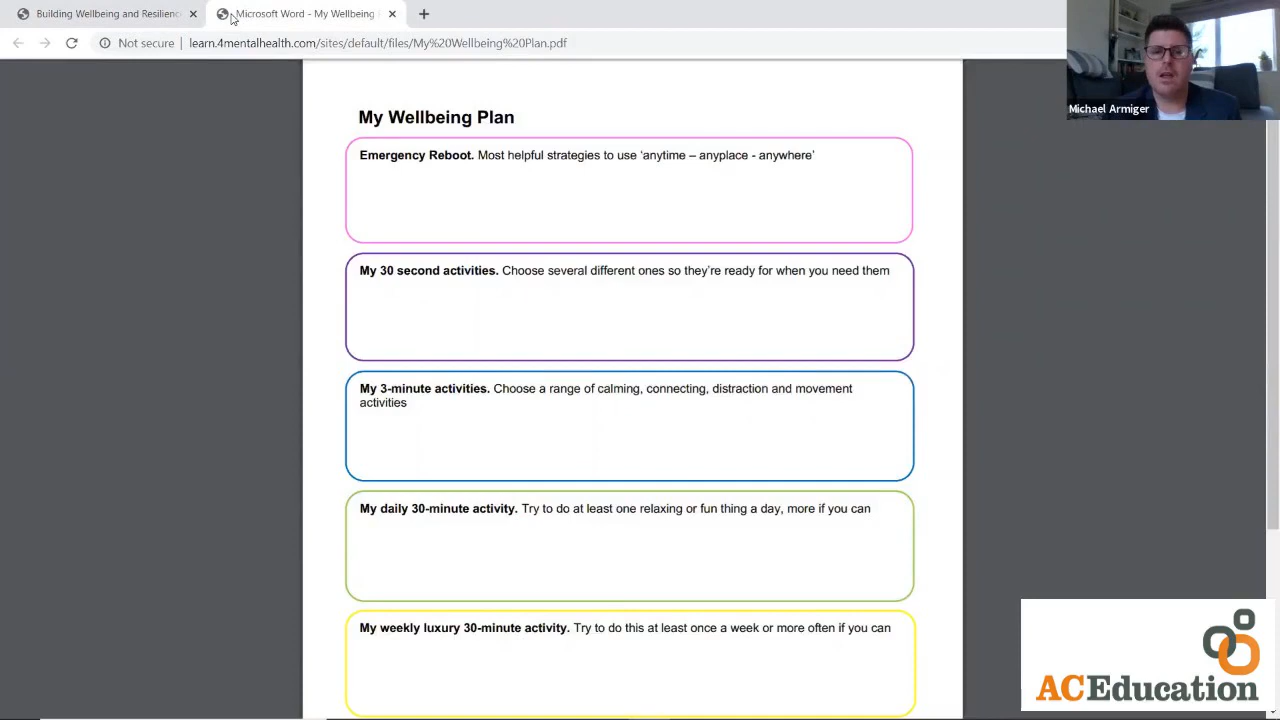 Building Wellbeing and Resilienc
Microsoft Word - My Wellbeing
Not secure
learn.4mentalhealth.com/sites/default/files/My%20Wellbeing%20Plan.pdf
Michael Armiger
My Wellbeing Plan
Emergency Reboot. Most helpful strategies to use ‘anytime – anyplace - anywhere’
My 30 second activities. Choose several different ones so they’re ready for when you need them
My 3-minute activities. Choose a range of calming, connecting, distraction and movement
activities
My daily 30-minute activity. Try to do at least one relaxing or fun thing a day, more if you can
My weekly luxury 30-minute activity. Try to do this at least once a week or more often if you can
ACEducation